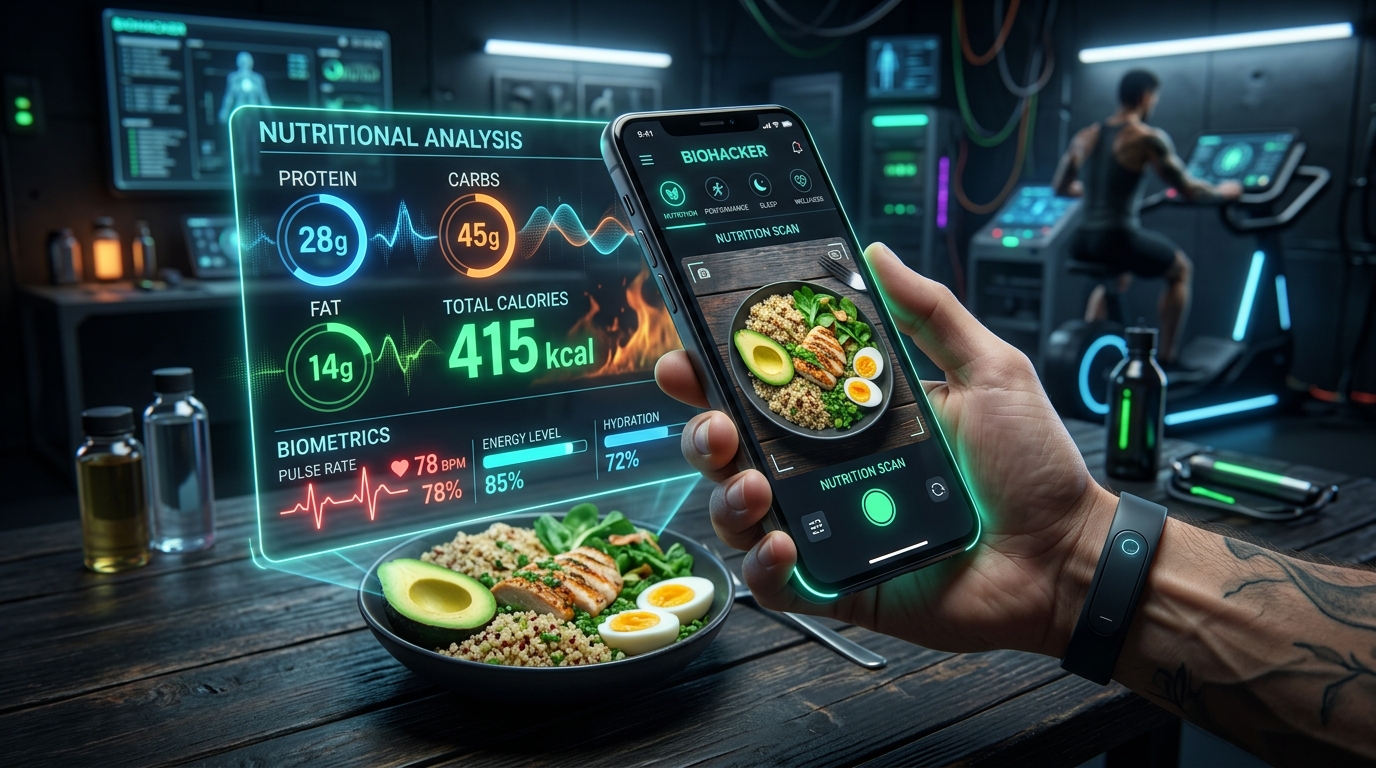 BIOHACKER
NUTRITIONAL ANALYSIS
PROTEIN
28g
CARBS
45g
FAT
14g
TOTAL CALORIES
415 kcal
BIOMETRICS
PULSE RATE
78 BPM
78%
ENERGY LEVEL
85%
HYDRATION
72%
9:41
BIOHACKER
NUTRITION
PERFORMANCE
SLEEP
WELLNESS
NUTRITION SCAN
NUTRITION SCAN